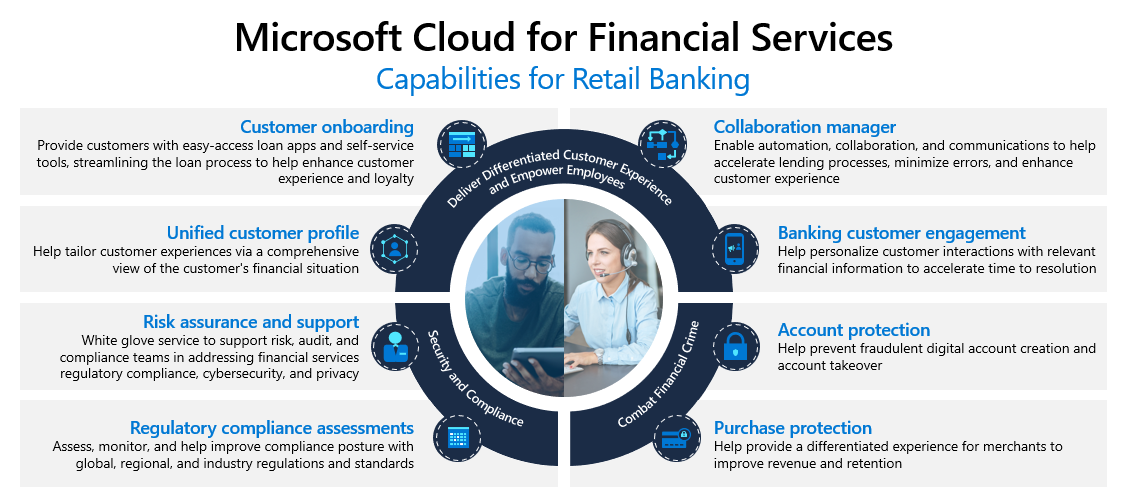 Microsoft Cloud for Financial Services
Capabilities for Retail Banking
Customer onboarding
Provide customers with easy-access loan apps and self-service
tools, streamlining the loan process to help enhance customer
experience and loyalty
Unified customer profile
Help tailor customer experiences via a comprehensive
view of the customer's financial situation
Risk assurance and support
White glove service to support risk, audit, and
compliance teams in addressing financial services
regulatory compliance, cybersecurity, and privacy
Regulatory compliance assessments
Assess, monitor, and help improve compliance posture with
global, regional, and industry regulations and standards
Deliver Differentiated Customer Experience
and Empower Employees
Security and Compliance
Combat Financial Crime
Collaboration manager
Enable automation, collaboration, and communications to help
accelerate lending processes, minimize errors, and enhance
customer experience
Banking customer engagement
Help personalize customer interactions with relevant
financial information to accelerate time to resolution
Account protection
Help prevent fraudulent digital account creation and
account takeover
Purchase protection
Help provide a differentiated experience for merchants to
improve revenue and retention